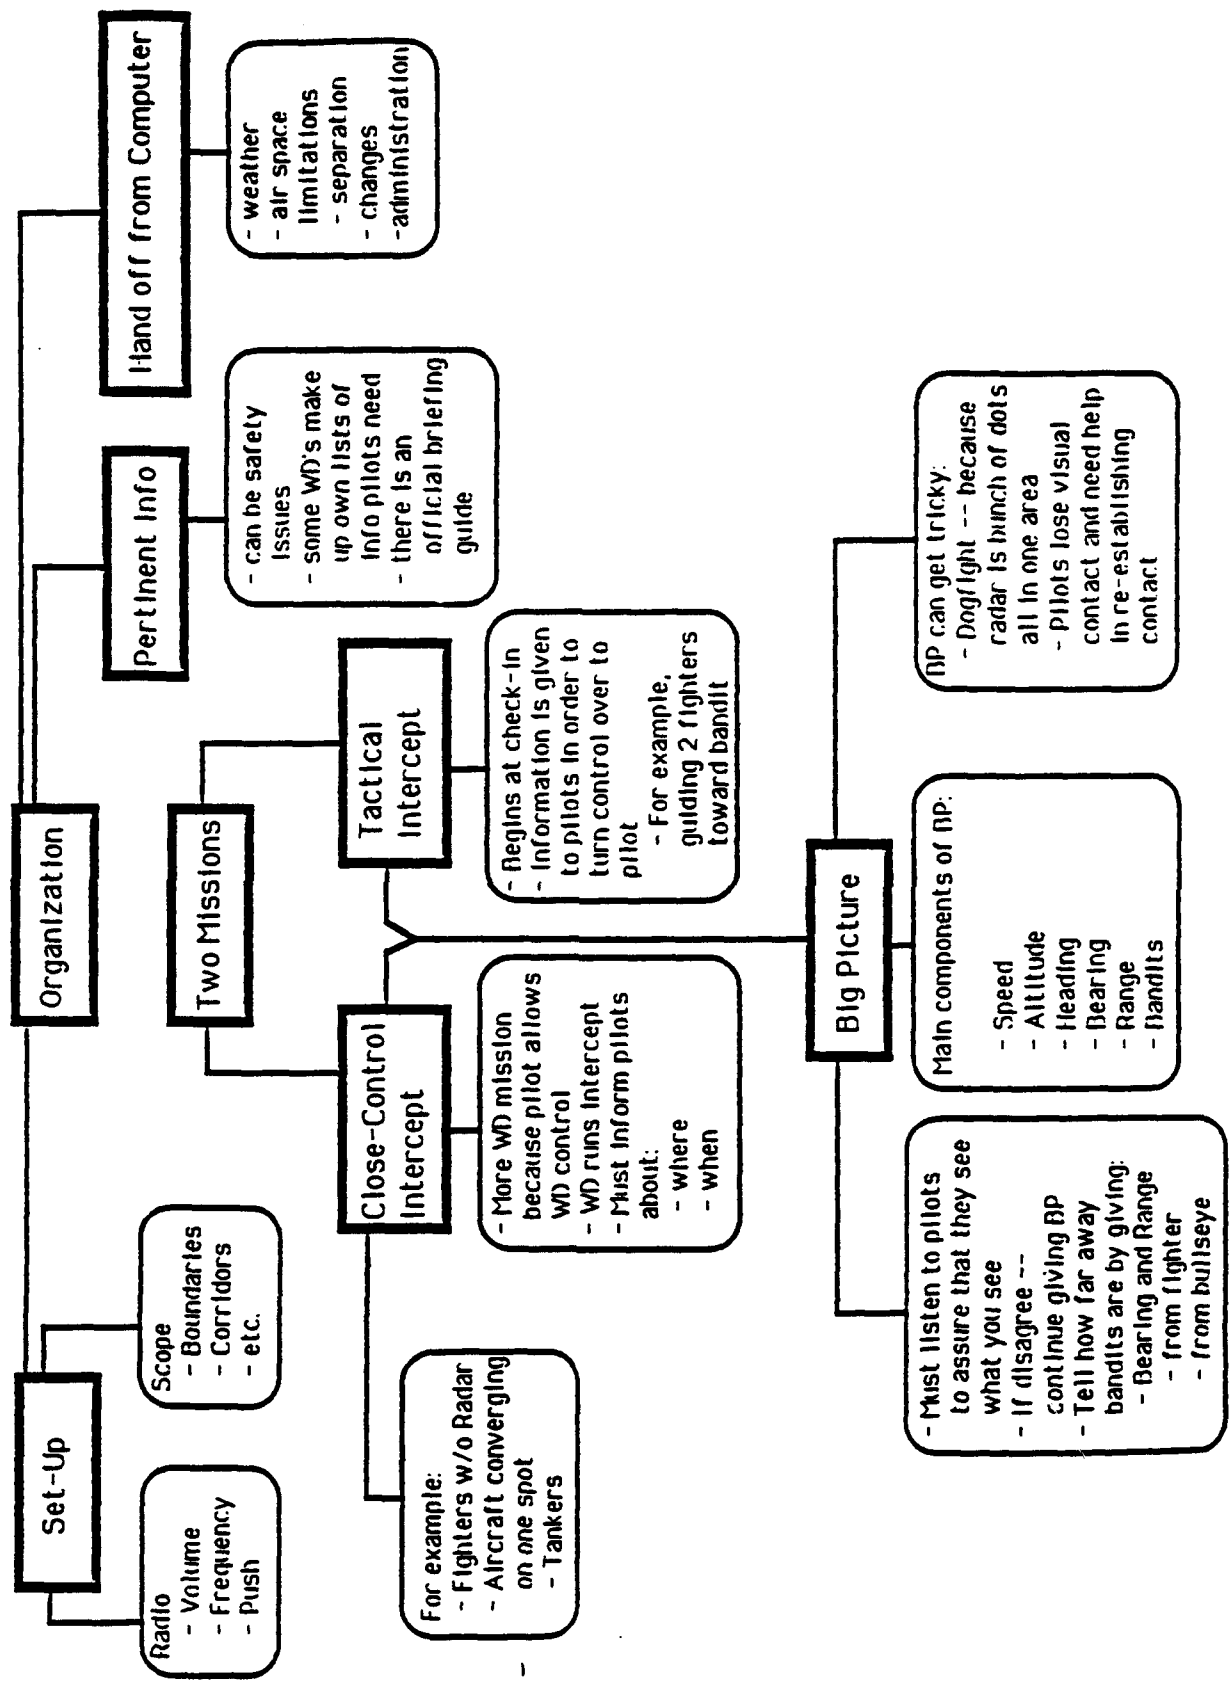 Organization
Set-Up
Radio
- Volume
- Frequency
- Push
Scope
- Boundaries
- Corridors
- etc.
Pertinent Info
- can be safety
issues
- some WD's make
up own lists of
info pilots need
- there is an
official briefing
guide
Hand off from Computer
- weather
- air space
limitations
- separation
- changes
-administration
Two Missions
Close-Control
Intercept
For example:
- Fighters w/o Radar
- Aircraft converging
on one spot
- Tankers
- More WD mission
because pilot allows
WD control
- WD runs intercept
- Must inform pilots
about:
- where
- when
Tactical
Intercept
- Begins at check-in
- Information is given
to pilots in order to
turn control over to
pilot
- For example,
guiding 2 fighters
toward bandit
Big Picture
- Must listen to pilots
to assure that they see
what you see
- If disagree --
continue giving BP
- Tell how far away
bandits are by giving:
- Bearing and Range
- from fighter
- from bullseye
Main components of BP:
- Speed
- Altitude
- Heading
- Bearing
- Range
- Bandits
BP can get tricky:
- Dogfight -- because
radar is bunch of dots
all in one area
- Pilots lose visual
contact and need help
in re-establishing
contact